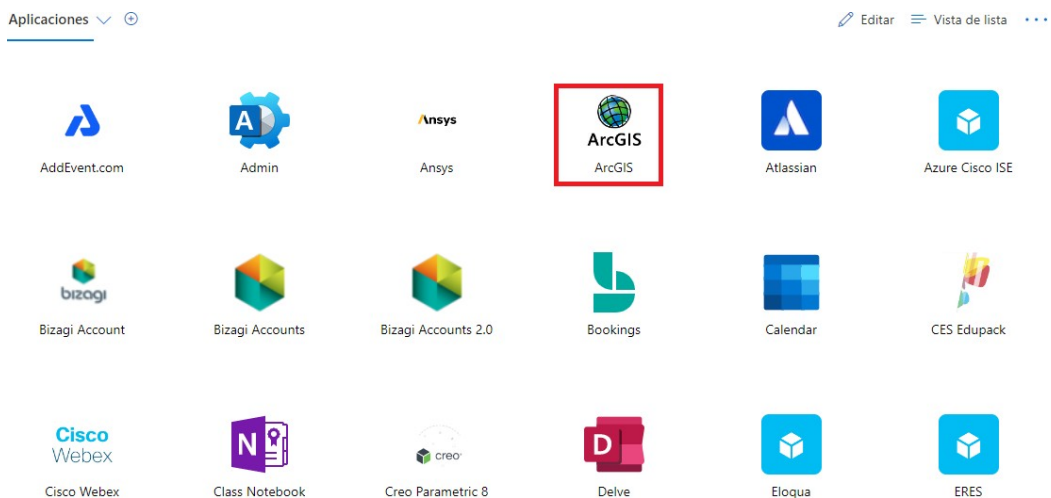 Aplicaciones
Editar
Vista de lista
Ansys
ArcGIS
AddEvent.com
Admin
Ansys
ArcGIS
Atlassian
Azure Cisco ISE
bizagi
Bizagi Account
Bizagi Accounts
Bizagi Accounts 2.0
Bookings
Calendar
CES Edupack
Cisco
Webex
N
creo
D
Cisco Webex
Class Notebook
Creo Parametric 8
Delve
Eloqua
ERES